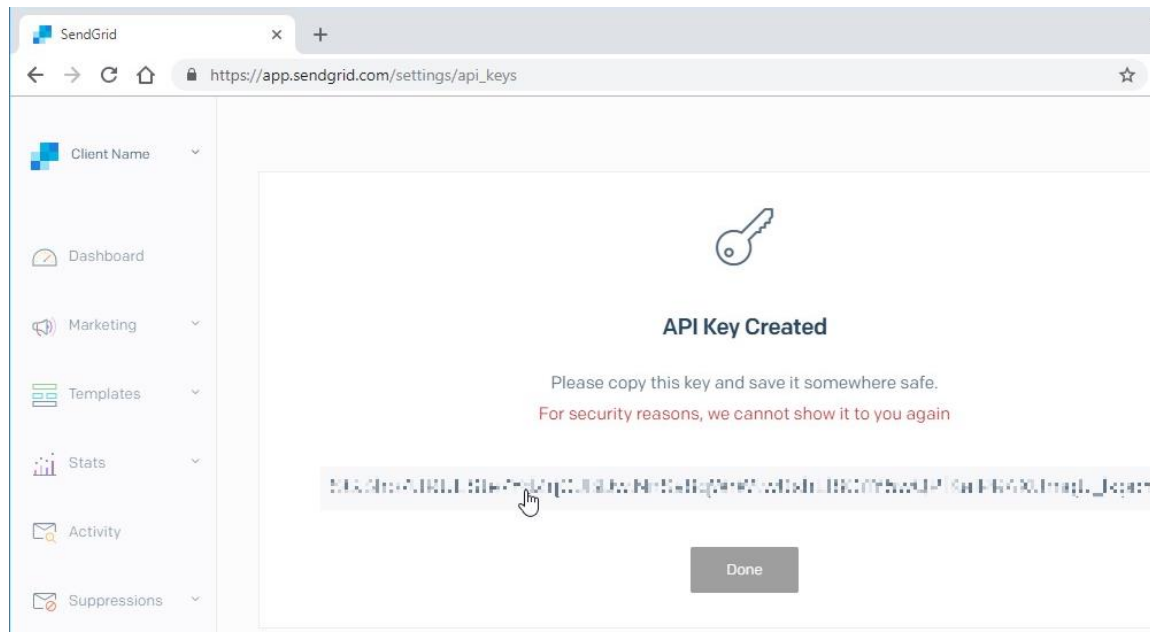 SendGrid
https://app.sendgrid.com/settings/api_keys
Client Name
Dashboard
Marketing
Templates
Stats
Activity
Suppressions
API Key Created
Please copy this key and save it somewhere safe.
For security reasons, we cannot show it to you again
Done